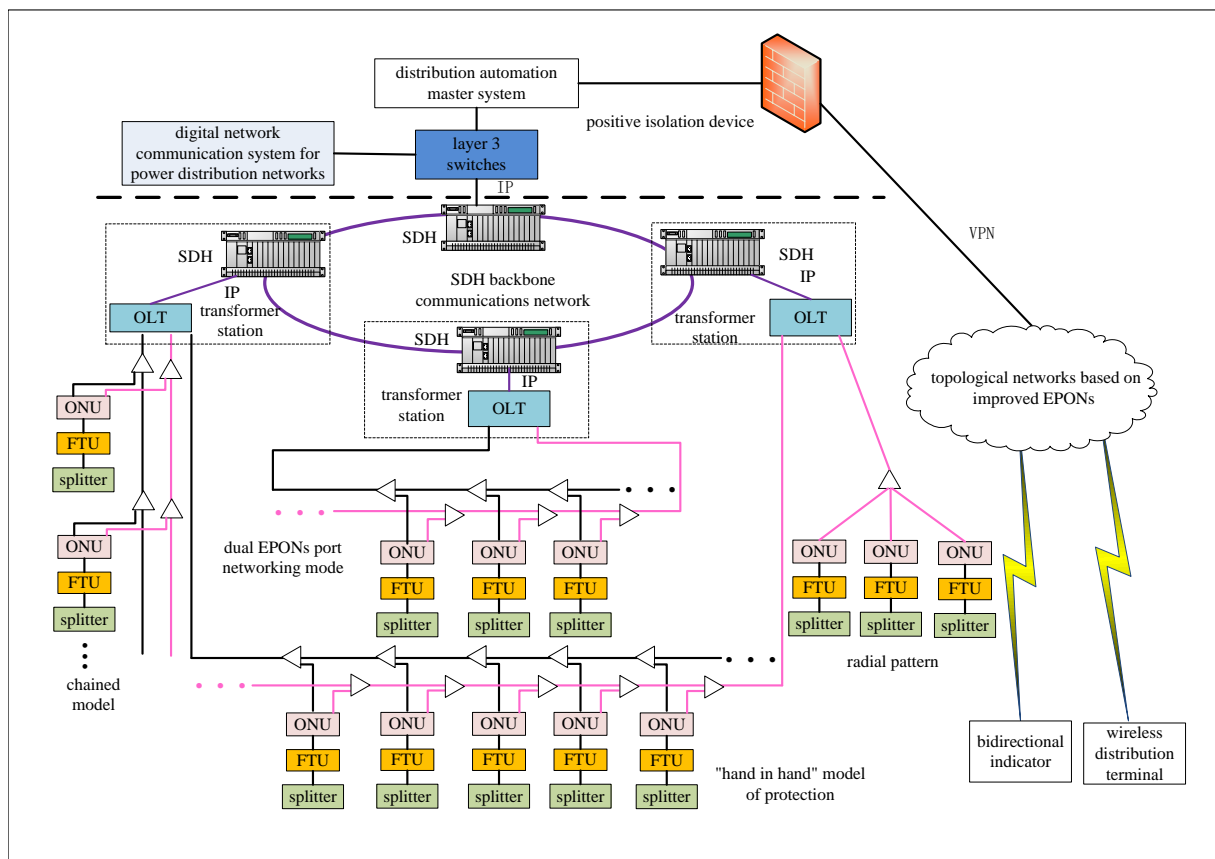 distribution automation
master system
positive isolation device
digital network
communication system for
power distribution networks
layer 3
switches
IP
VPN
SDH
SDH
SDH
IP
IP
SDH backbone
communications network
transformer
station
OLT
transformer
station
OLT
SDH
IP
transformer
station
OLT
topological networks based on
improved EPONs
ONU
FTU
splitter
ONU
FTU
splitter
chained
model
dual EPONs port
networking mode
ONU
ONU
ONU
FTU
FTU
FTU
splitter
splitter
splitter
ONU
ONU
ONU
FTU
FTU
FTU
splitter
splitter
splitter
radial pattern
ONU
ONU
ONU
ONU
ONU
FTU
FTU
FTU
FTU
FTU
splitter
splitter
splitter
splitter
splitter
"hand in hand" model
of protection
bidirectional
indicator
wireless
distribution
terminal